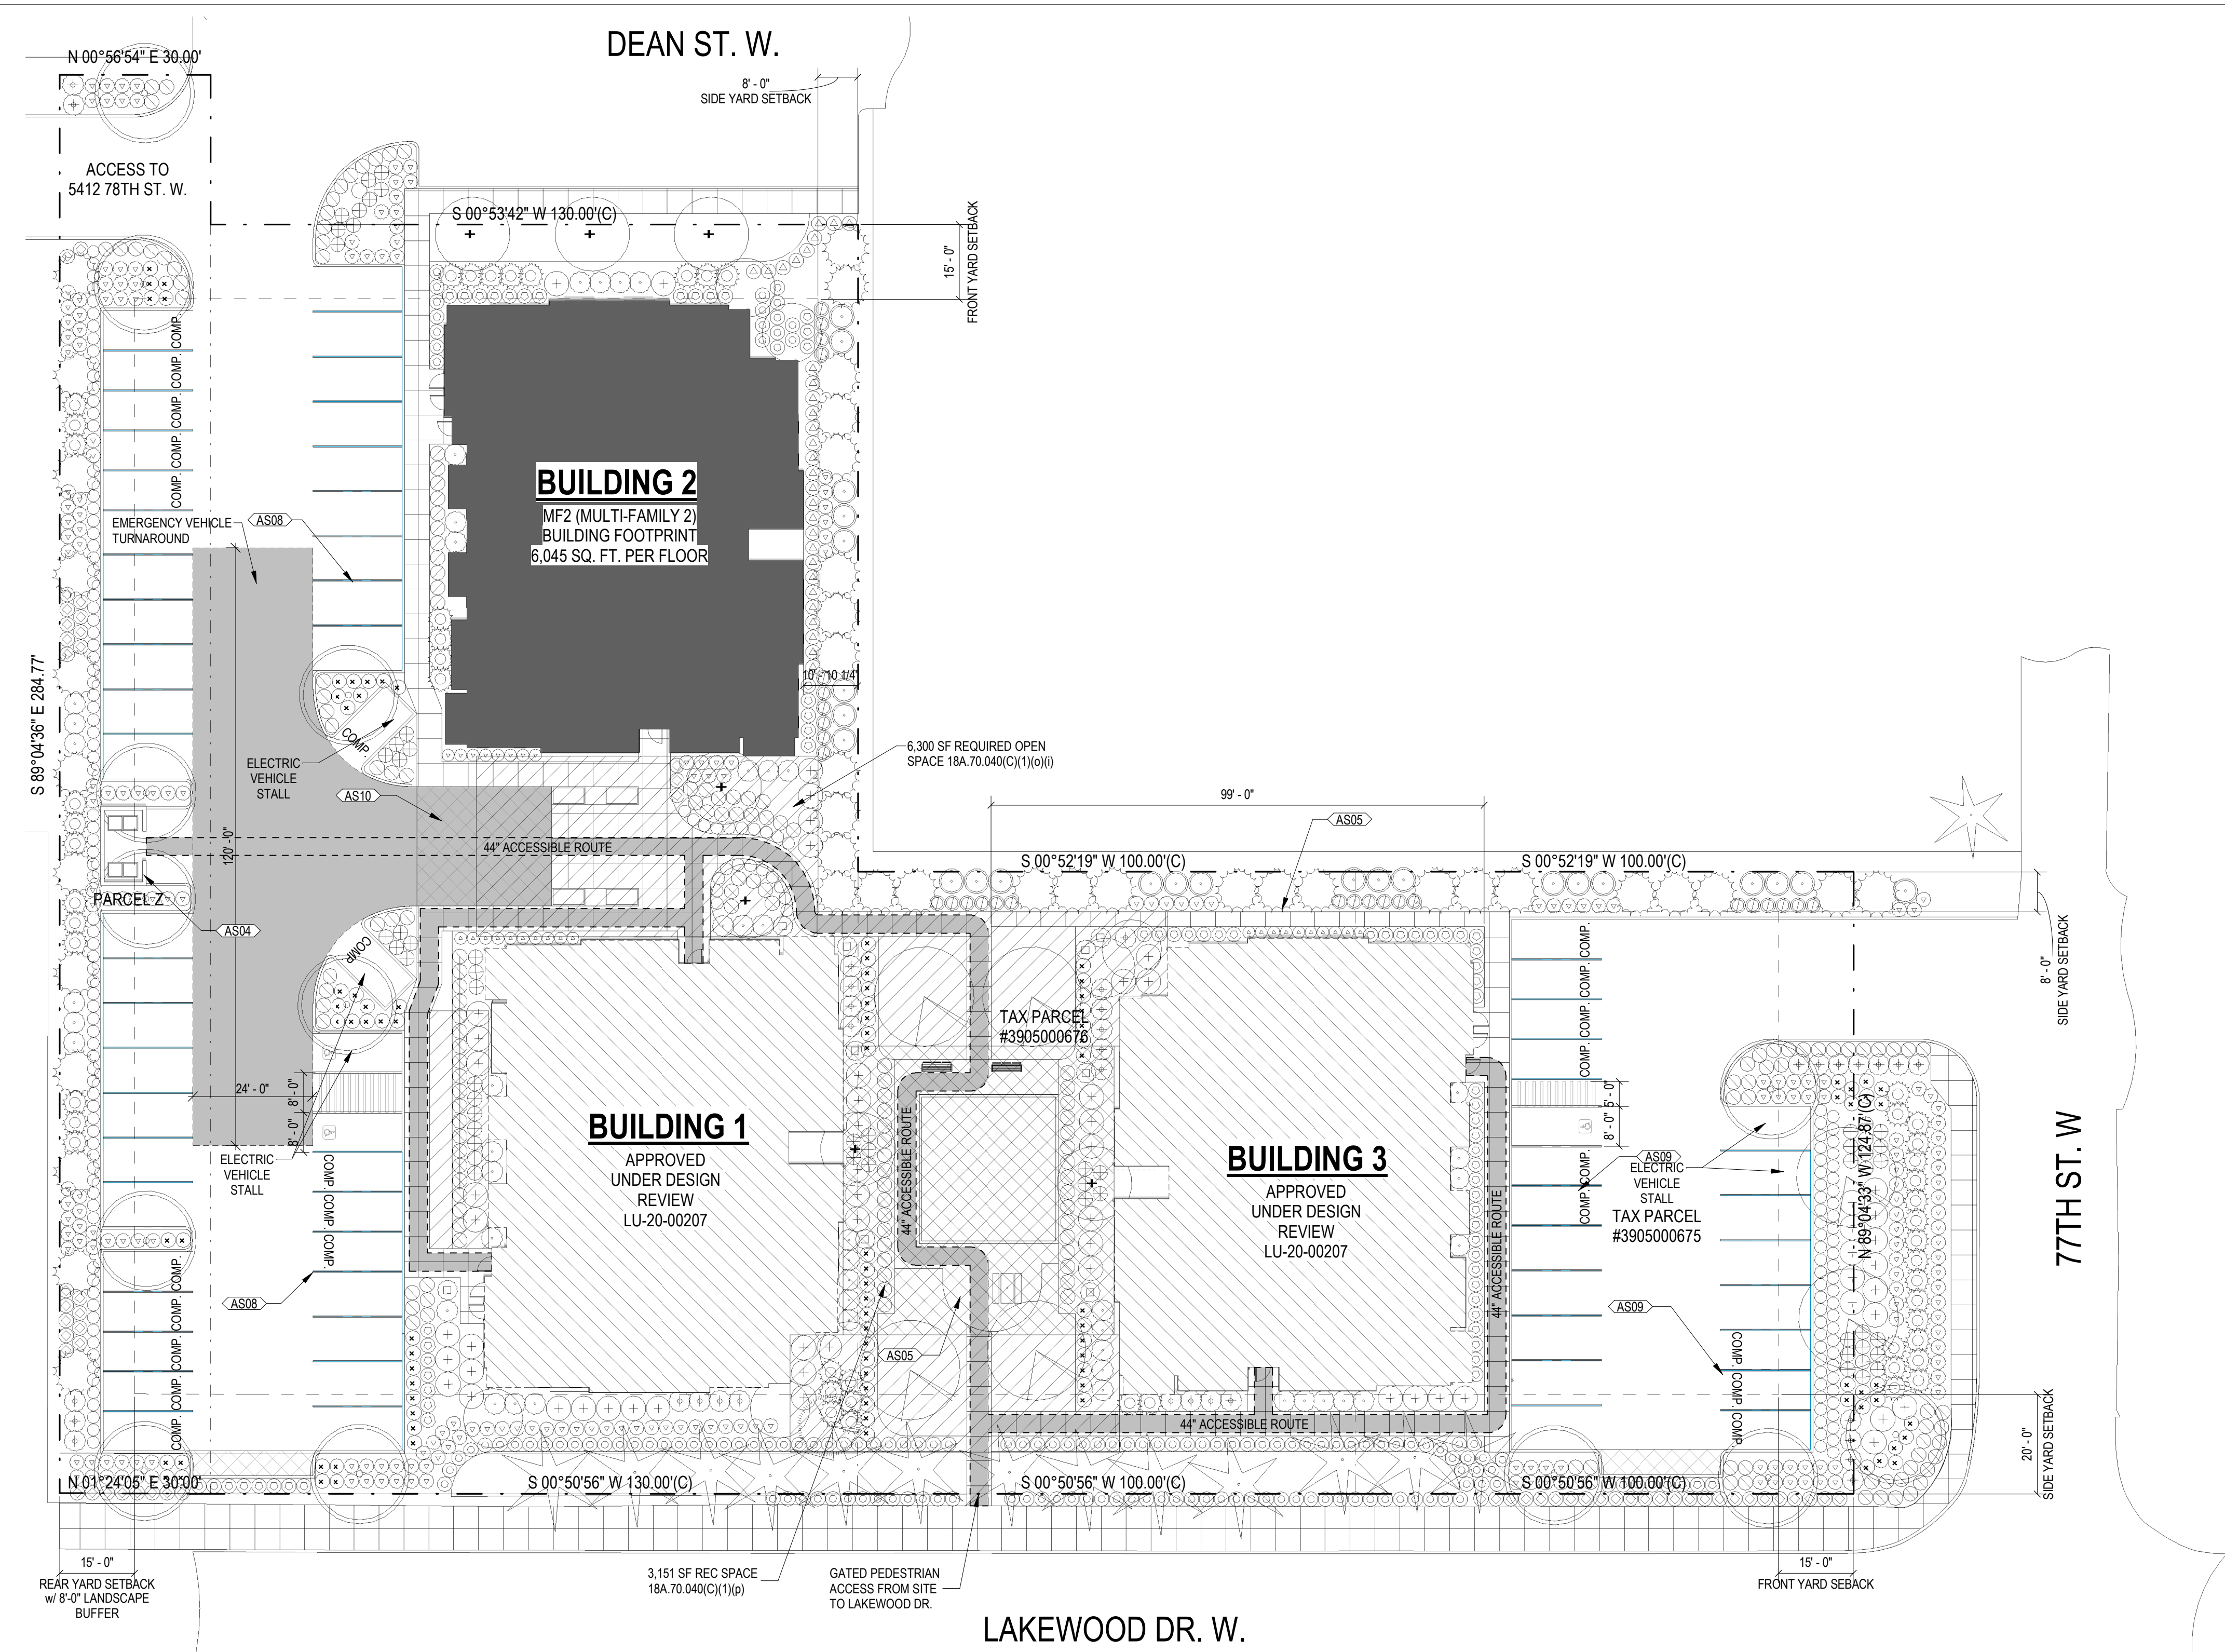 DEAN ST. W.
N 00°56'54" E 30.00'
8' - 0"
SIDE YARD SETBACK
ACCESS TO
5412 78TH ST. W.
S 00°53'42" W 130.00'(C)
15' - 0"
FRONT YARD SETBACK
COMP. COMP. COMP. COMP. COMP.
BUILDING 2
MF2 (MULTI-FAMILY 2)
BUILDING FOOTPRINT
6,045 SQ. FT. PER FLOOR
EMERGENCY VEHICLE
TURNAROUND
AS08
S 89°04'36" E 284.77'
10' - 10 1/4"
COMP.
ELECTRIC
VEHICLE
STALL
AS10
6,300 SF REQUIRED OPEN
SPACE 18A.70.040(C)(1)(o)(i)
99' - 0"
AS05
120' - 0"
44" ACCESSIBLE ROUTE
S 00°52'19" W 100.00'(C)
S 00°52'19" W 100.00'(C)
PARCEL Z
AS04
COMP.
8' - 0"
SIDE YARD SETBACK
COMP. COMP. COMP. COMP.
TAX PARCEL
#3905000676
24' - 0"
8' - 0"
8' - 0"
5' - 0"
8' - 0"
BUILDING 1
APPROVED
UNDER DESIGN
REVIEW
LU-20-00207
44" ACCESSIBLE ROUTE
BUILDING 3
APPROVED
UNDER DESIGN
REVIEW
LU-20-00207
44" ACCESSIBLE ROUTE
ELECTRIC
VEHICLE
STALL
COMP. COMP. COMP.
COMP. COMP.
AS09
ELECTRIC
VEHICLE
STALL
TAX PARCEL
#3905000675
N 89°04'33" W 124.87'(C)
77TH ST. W
AS08
AS09
COMP. COMP. COMP. COMP. COMP.
AS05
COMP. COMP. COMP.
44" ACCESSIBLE ROUTE
20' - 0"
SIDE YARD SETBACK
N 01°24'05" E 30.00'
S 00°50'56" W 130.00'(C)
S 00°50'56" W 100.00'(C)
S 00°50'56" W 100.00'(C)
15' - 0"
REAR YARD SETBACK
w/ 8'-0" LANDSCAPE
BUFFER
3,151 SF REC SPACE
18A.70.040(C)(1)(p)
GATED PEDESTRIAN
ACCESS FROM SITE
TO LAKEWOOD DR.
15' - 0"
FRONT YARD SEBACK
LAKEWOOD DR. W.